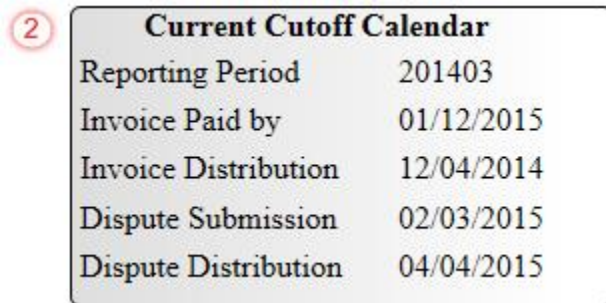 2
Current Cutoff Calendar
Reporting Period 201403
Invoice Paid by 01/12/2015
Invoice Distribution 12/04/2014
Dispute Submission 02/03/2015
Dispute Distribution 04/04/2015